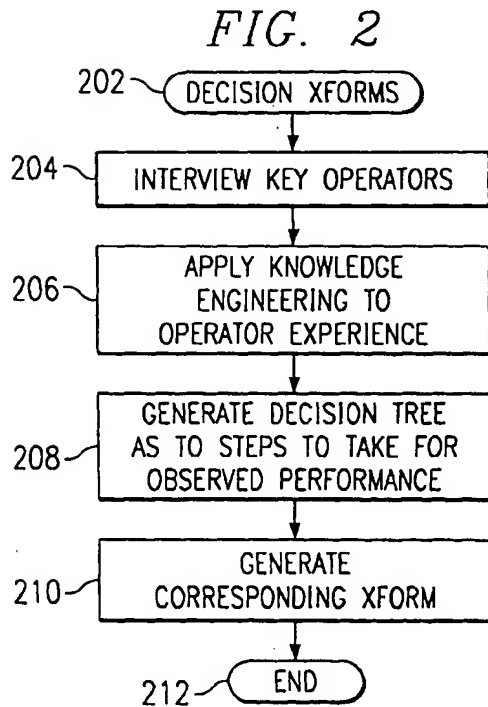 FIG. 2
202 DECISION XFORMS
204 INTERVIEW KEY OPERATORS
206 APPLY KNOWLEDGE
ENGINEERING TO
OPERATOR EXPERIENCE
208 GENERATE DECISION TREE
AS TO STEPS TO TAKE FOR
OBSERVED PERFORMANCE
210 GENERATE
CORRESPONDING XFORM
212 END